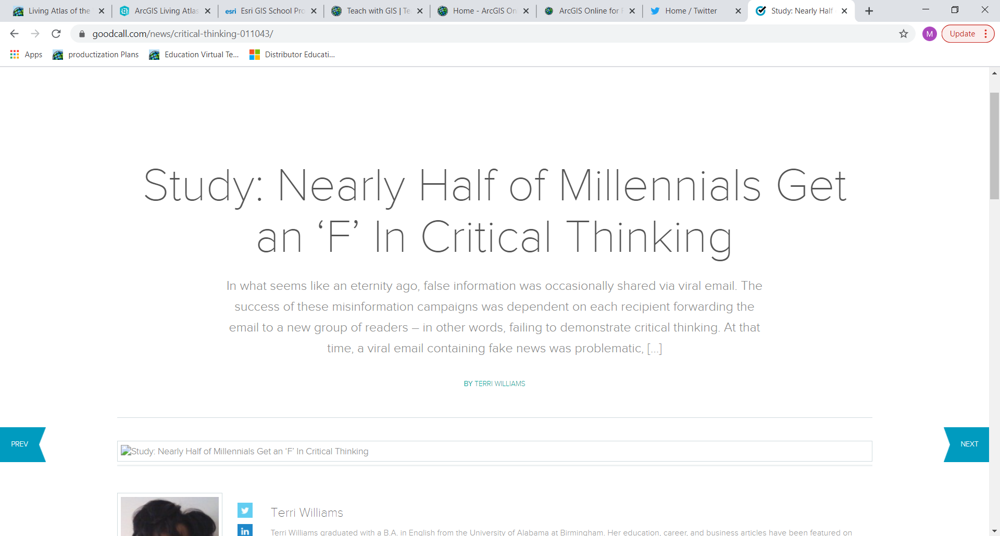 Living Atlas of the
ArcGIS Living Atlas
esri Esri GIS School Pro
Teach with GIS | Te
Home - ArcGIS On
ArcGIS Online for
Home / Twitter
Study: Nearly Half
goodcall.com/news/critical-thinking-011043/
M
Update
Apps
productization Plans
Education Virtual Te...
Distributor Educati...
Study: Nearly Half of Millennials Get
an ‘F’ In Critical Thinking
In what seems like an eternity ago, false information was occasionally shared via viral email. The
success of these misinformation campaigns was dependent on each recipient forwarding the
email to a new group of readers – in other words, failing to demonstrate critical thinking. At that
time, a viral email containing fake news was problematic, [...]
BY TERRI WILLIAMS
PREV
NEXT
Study: Nearly Half of Millennials Get an ‘F’ In Critical Thinking
Terri Williams
in
Terri Williams graduated with a B.A. in English from the University of Alabama at Birmingham. Her education, career, and business articles have been featured on